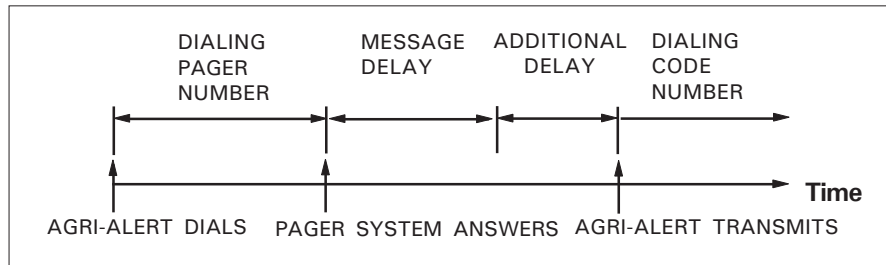 DIALING PAGER NUMBER
MESSAGE DELAY
ADDITIONAL DELAY
DIALING CODE NUMBER
Time
AGRI-ALERT DIALS
PAGER SYSTEM ANSWERS
AGRI-ALERT TRANSMITS